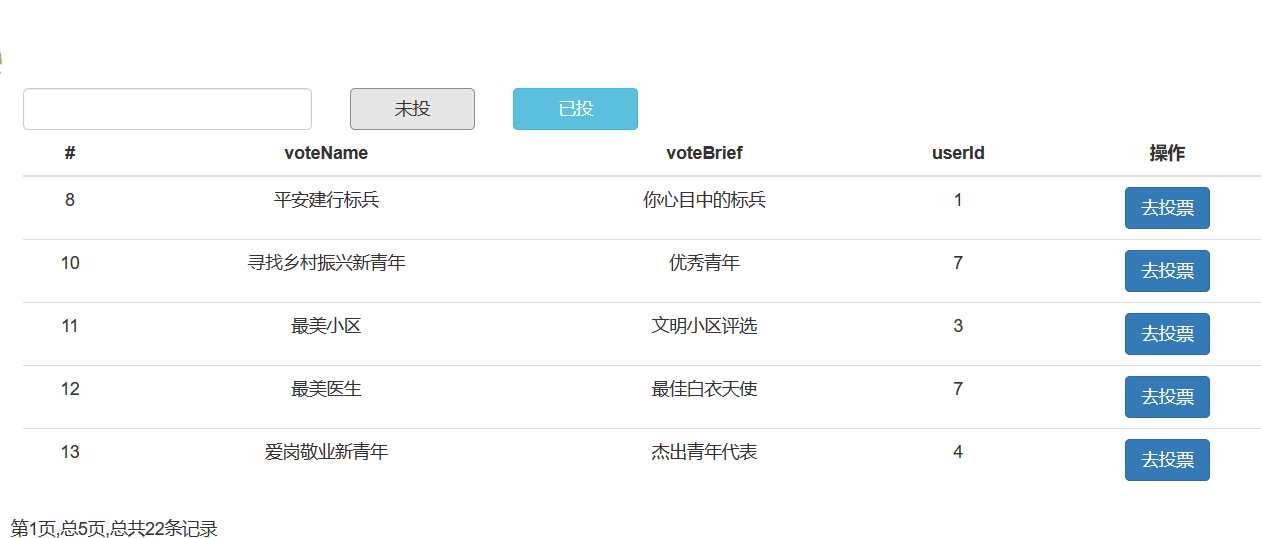 未投 已投
# voteName voteBrief userId 操作
8 平安建行标兵 你心目中的标兵 1 去投票
10 寻找乡村振兴新青年 优秀青年 7 去投票
11 最美小区 文明小区评选 3 去投票
12 最美医生 最佳白衣天使 7 去投票
13 爱岗敬业新青年 杰出青年代表 4 去投票
第1页,总5页,总共22条记录